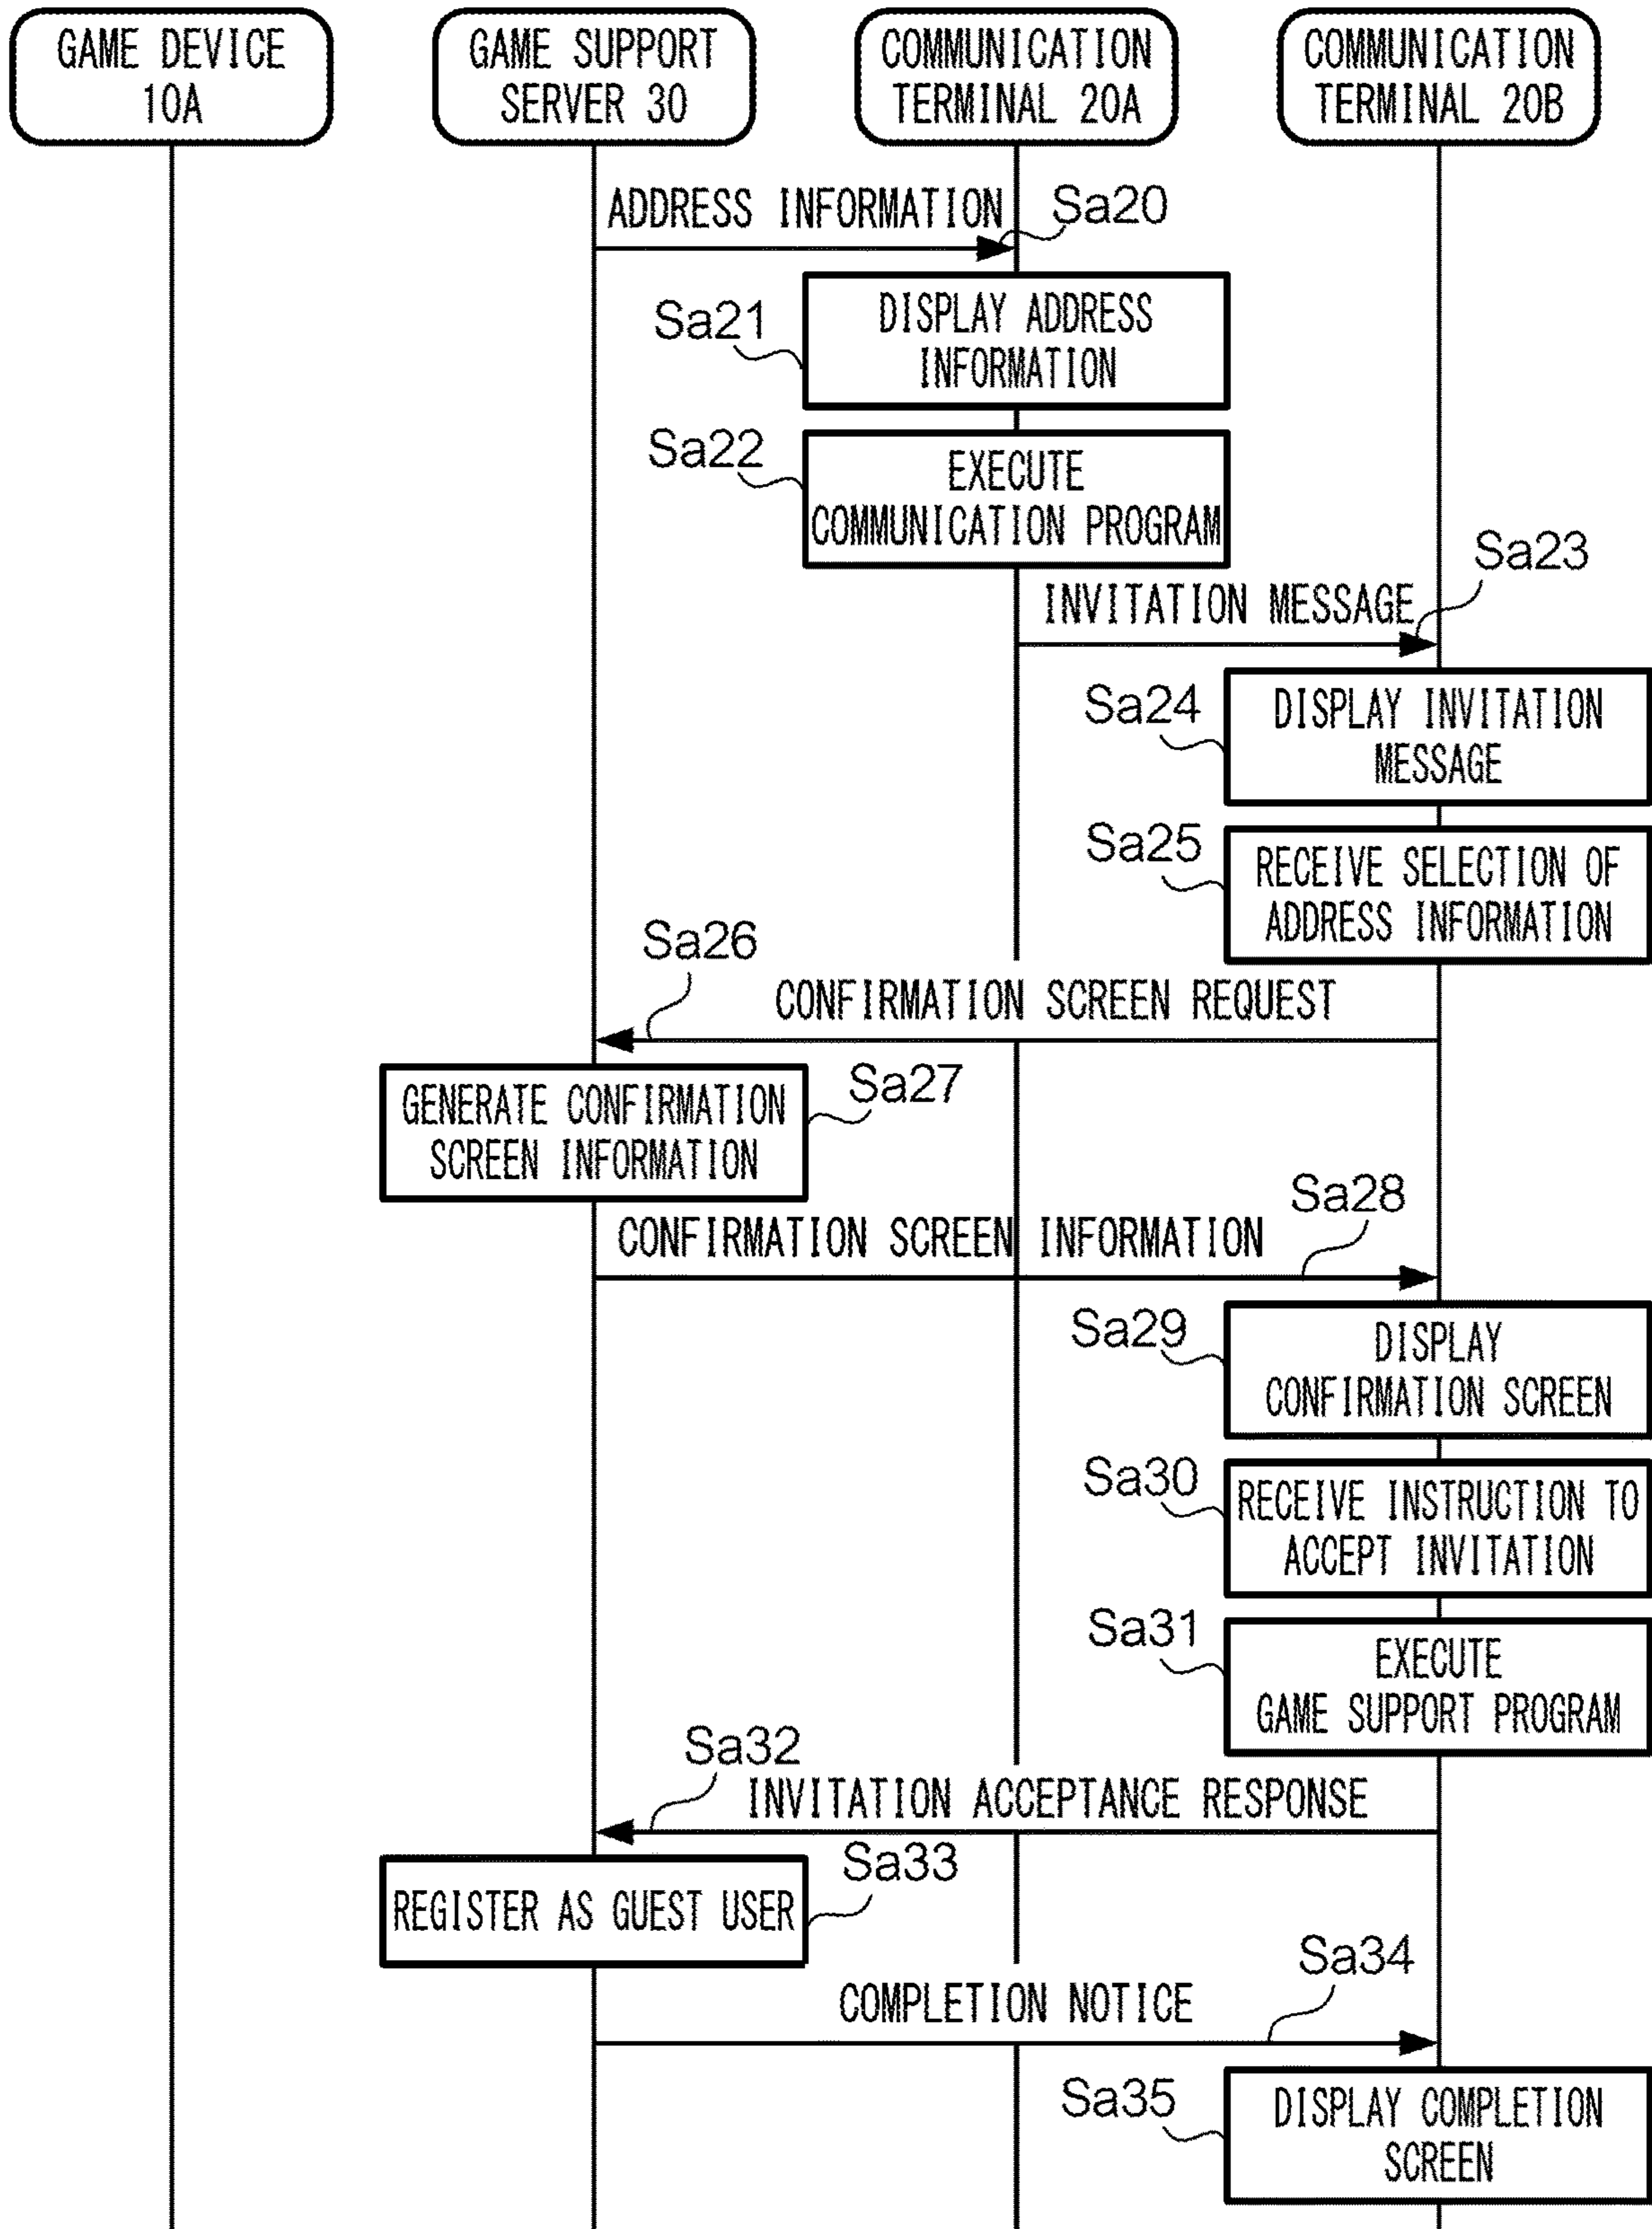 GAME DEVICE
10A
GAME SUPPORT
SERVER 30
COMMUNICATION
TERMINAL 20A
COMMUNICATION
TERMINAL 20B
ADDRESS INFORMATION
Sa20
Sa21
DISPLAY ADDRESS
INFORMATION
Sa22
EXECUTE
COMMUNICATION PROGRAM
Sa23
INVITATION MESSAGE
Sa24
DISPLAY INVITATION
MESSAGE
Sa25
RECEIVE SELECTION OF
ADDRESS INFORMATION
Sa26
CONFIRMATION SCREEN REQUEST
GENERATE CONFIRMATION
SCREEN INFORMATION
Sa27
Sa28
CONFIRMATION SCREEN INFORMATION
Sa29
DISPLAY
CONFIRMATION SCREEN
Sa30
RECEIVE INSTRUCTION TO
ACCEPT INVITATION
Sa31
EXECUTE
GAME SUPPORT PROGRAM
Sa32
INVITATION ACCEPTANCE RESPONSE
Sa33
REGISTER AS GUEST USER
Sa34
COMPLETION NOTICE
Sa35
DISPLAY COMPLETION
SCREEN